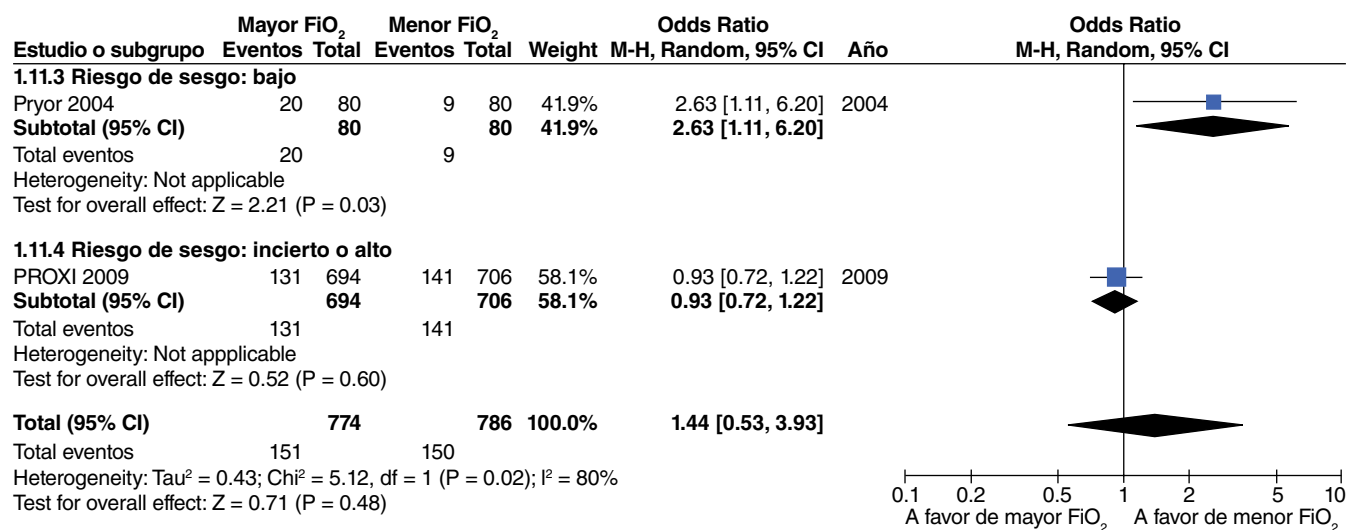 Mayor FiO₂ Menor FiO₂ Odds Ratio Odds Ratio
Estudio o subgrupo Eventos Total Eventos Total Weight M-H, Random, 95% CI Año M-H, Random, 95% CI
1.11.3 Riesgo de sesgo: bajo
Pryor 2004 20 80 9 80 41.9% 2.63 [1.11, 6.20] 2004
Subtotal (95% CI) 80 80 41.9% 2.63 [1.11, 6.20]
Total eventos 20 9
Heterogeneity: Not applicable
Test for overall effect: Z = 2.21 (P = 0.03)
1.11.4 Riesgo de sesgo: incierto o alto
PROXI 2009 131 694 141 706 58.1% 0.93 [0.72, 1.22] 2009
Subtotal (95% CI) 694 706 58.1% 0.93 [0.72, 1.22]
Total eventos 131 141
Heterogeneity: Not appplicable
Test for overall effect: Z = 0.52 (P = 0.60)
Total (95% CI) 774 786 100.0% 1.44 [0.53, 3.93]
Total eventos 151 150
Heterogeneity: Tau² = 0.43; Chi² = 5.12, df = 1 (P = 0.02); I² = 80%
Test for overall effect: Z = 0.71 (P = 0.48)
0.1 0.2 0.5 1 2 5 10
A favor de mayor FiO₂ A favor de menor FiO₂